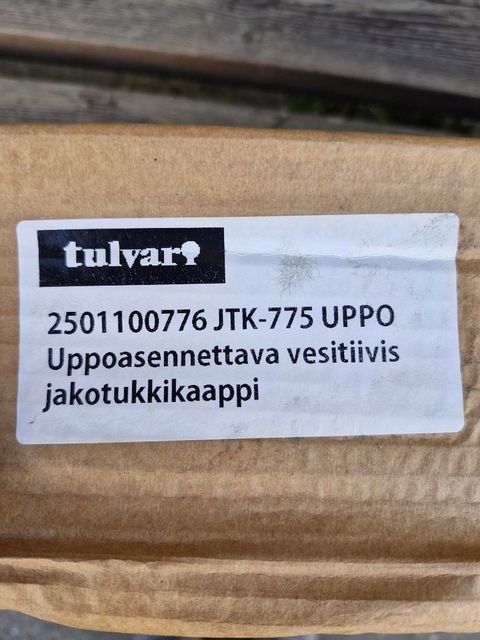 tulvari
2501100776 JTK-775 UPPO
Uppoasennettava vesitiivis
jakotukkikaappi